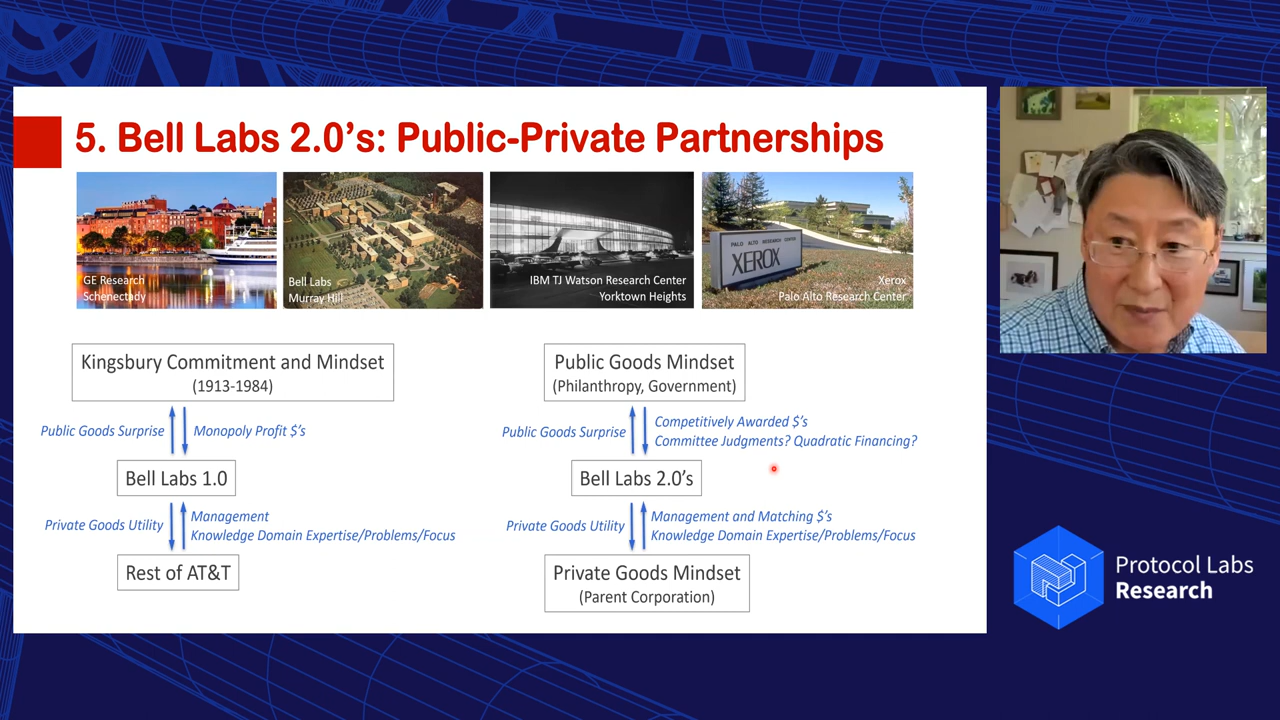 5. Bell Labs 2.0's: Public-Private Partnerships
GE Research
Schenectady
Bell Labs
Murray Hill
IBM TJ Watson Research Center
Yorktown Heights
PALO ALTO RESEARCH CENTER
XEROX
Xerox
Palo Alto Research Center
Kingsbury Commitment and Mindset
(1913-1984)
Public Goods Surprise
Monopoly Profit $'s
Bell Labs 1.0
Private Goods Utility
Management
Knowledge Domain Expertise/Problems/Focus
Rest of AT&T
Public Goods Mindset
(Philanthropy, Government)
Public Goods Surprise
Competitively Awarded $'s
Committee Judgments? Quadratic Financing?
Bell Labs 2.0's
Private Goods Utility
Management and Matching $'s
Knowledge Domain Expertise/Problems/Focus
Private Goods Mindset
(Parent Corporation)
Protocol Labs
Research